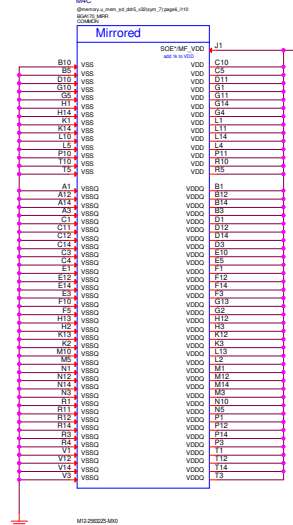 M4C
@memory.u_mem_sd_ddr5_x32(sym_7):page6_i110
BGA170_MIRR
COMMON
Mirrored
SOE*/MF_VDD J1
add 1k to VDD
B10 VSS VDD C10
B5 VSS VDD C5
D10 VSS VDD D11
G10 VSS VDD G1
G5 VSS VDD G11
H1 VSS VDD G14
H14 VSS VDD G4
K1 VSS VDD L1
K14 VSS VDD L11
L10 VSS VDD L14
L5 VSS VDD L4
P10 VSS VDD P11
T10 VSS VDD R10
T5 VSS VDD R5
A1 VSSQ VDDQ B1
A12 VSSQ VDDQ B12
A14 VSSQ VDDQ B14
A3 VSSQ VDDQ B3
C1 VSSQ VDDQ D1
C11 VSSQ VDDQ D12
C12 VSSQ VDDQ D14
C14 VSSQ VDDQ D3
C3 VSSQ VDDQ E10
C4 VSSQ VDDQ E5
E1 VSSQ VDDQ F1
E12 VSSQ VDDQ F12
E14 VSSQ VDDQ F14
E3 VSSQ VDDQ F3
F10 VSSQ VDDQ G13
F5 VSSQ VDDQ G2
H13 VSSQ VDDQ H12
H2 VSSQ VDDQ H3
K13 VSSQ VDDQ K12
K2 VSSQ VDDQ K3
M10 VSSQ VDDQ L13
M5 VSSQ VDDQ L2
N1 VSSQ VDDQ M1
N12 VSSQ VDDQ M12
N14 VSSQ VDDQ M14
N3 VSSQ VDDQ M3
R1 VSSQ VDDQ N10
R11 VSSQ VDDQ N5
R12 VSSQ VDDQ P1
R14 VSSQ VDDQ P12
R3 VSSQ VDDQ P14
R4 VSSQ VDDQ P3
V1 VSSQ VDDQ T1
V12 VSSQ VDDQ T12
V14 VSSQ VDDQ T14
V3 VSSQ VDDQ T3